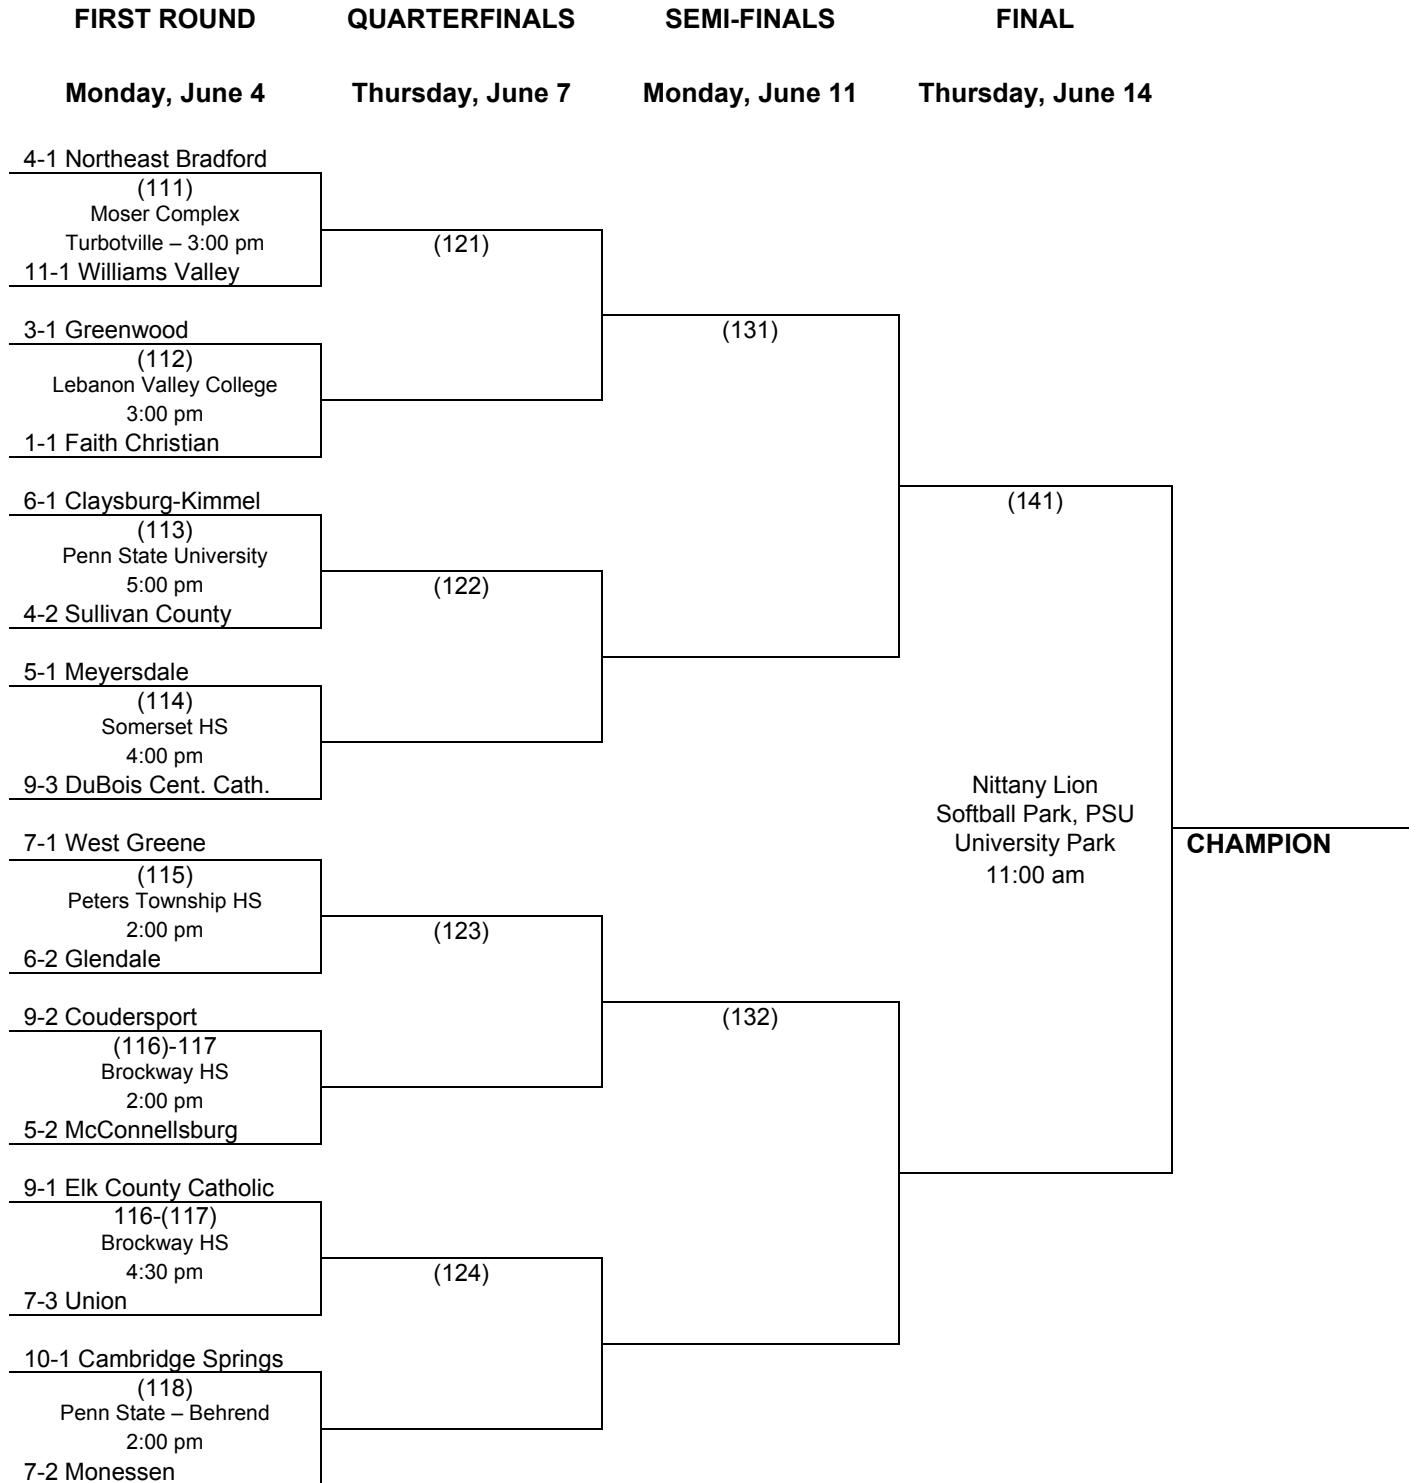 FIRST ROUND QUARTERFINALS SEMI-FINALS FINAL
Monday, June 4 Thursday, June 7 Monday, June 11 Thursday, June 14
4-1 Northeast Bradford
(111)
Moser Complex
Turbotville – 3:00 pm
(121)
11-1 Williams Valley
3-1 Greenwood
(131)
(112)
Lebanon Valley College
3:00 pm
1-1 Faith Christian
6-1 Claysburg-Kimmel
(141)
(113)
Penn State University
5:00 pm
(122)
4-2 Sullivan County
5-1 Meyersdale
(114)
Somerset HS
4:00 pm
9-3 DuBois Cent. Cath.
Nittany Lion
Softball Park, PSU
University Park
11:00 am
CHAMPION
7-1 West Greene
(115)
Peters Township HS
2:00 pm
(123)
6-2 Glendale
9-2 Coudersport
(132)
(116)-117
Brockway HS
2:00 pm
5-2 McConnellsburg
9-1 Elk County Catholic
116-(117)
Brockway HS
4:30 pm
(124)
7-3 Union
10-1 Cambridge Springs
(118)
Penn State – Behrend
2:00 pm
7-2 Monessen